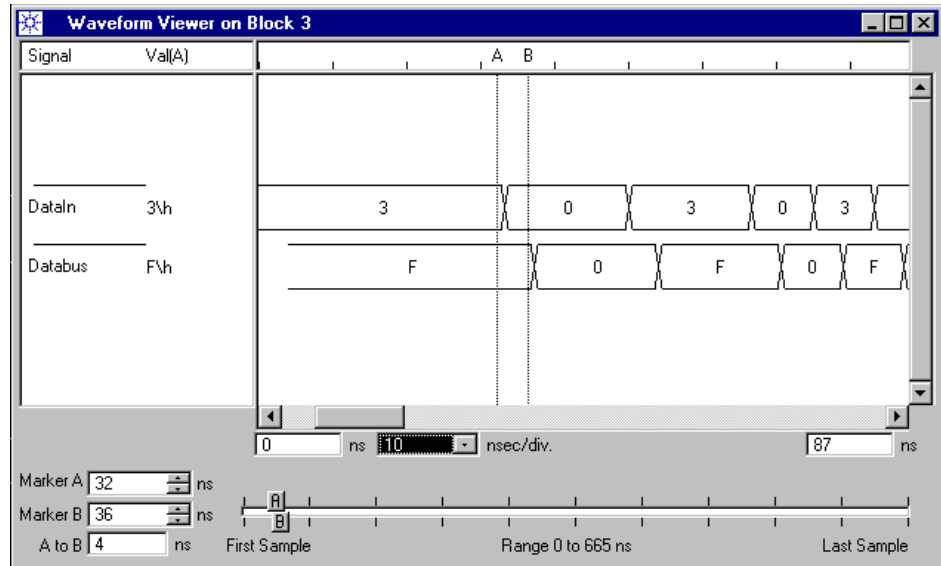 Waveform Viewer on Block 3
Signal Val(A) A B
DataIn 3\h 3 0 3 0 3
Databus F\h F 0 F 0 F
0 ns 10 nsec/div. 87 ns
Marker A 32 ns A
Marker B 36 ns B
A to B 4 ns First Sample Range 0 to 665 ns Last Sample